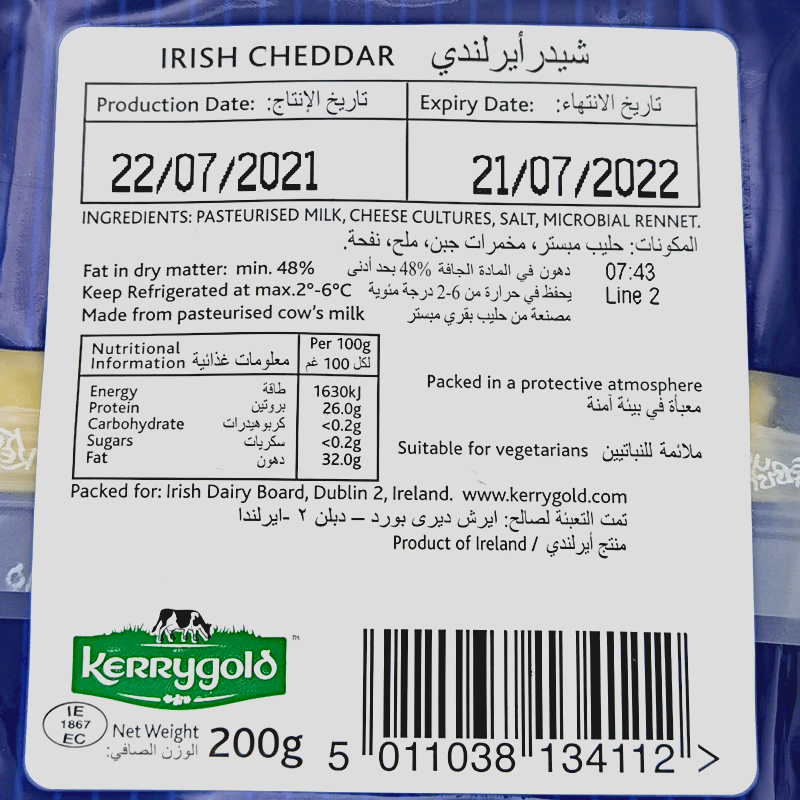 IRISH CHEDDAR شيدر أيرلندي
Production Date: تاريخ الإنتاج:
Expiry Date: تاريخ الانتهاء:
22/07/2021
21/07/2022
INGREDIENTS: PASTEURISED MILK, CHEESE CULTURES, SALT, MICROBIAL RENNET.
المكونات: حليب مبستر، مخمرات جبن، ملح، نفحة.
Fat in dry matter: min. 48% دهون في المادة الجافة 48% بحد أدنى 07:43
Keep Refrigerated at max.2°-6°C يحفظ في حرارة من 6-2 درجة مئوية Line 2
Made from pasteurised cow's milk مصنعة من حليب بقري مبستر
Nutritional
Information معلومات غذائية
Per 100g
لكل 100 غم
Energy طاقة 1630kJ
Protein بروتين 26.0g
Carbohydrate كربوهيدرات <0.2g
Sugars سكريات <0.2g
Fat دهون 32.0g
Packed in a protective atmosphere
معبأة في بيئة آمنة
Suitable for vegetarians ملائمة للنباتيين
Packed for: Irish Dairy Board, Dublin 2, Ireland. www.kerrygold.com
تمت التعبئة لصالح: ايرش ديرى بورد – دبلن ٢ -ايرلندا
Product of Ireland / منتج أيرلندي
Kerrygold TM
IE
1867
EC
Net Weight
الوزن الصافي:
200g
5 011038 134112 >